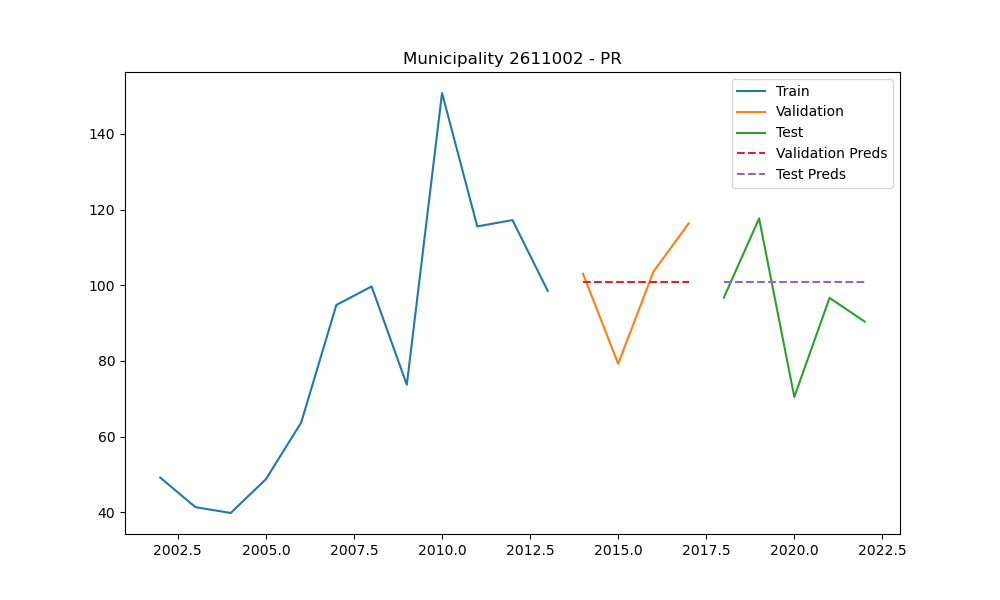 Municipality 2611002 - PR
Train
Validation
Test
Validation Preds
Test Preds
140
120
100
80
60
40
2002.5 2005.0 2007.5 2010.0 2012.5 2015.0 2017.5 2020.0 2022.5